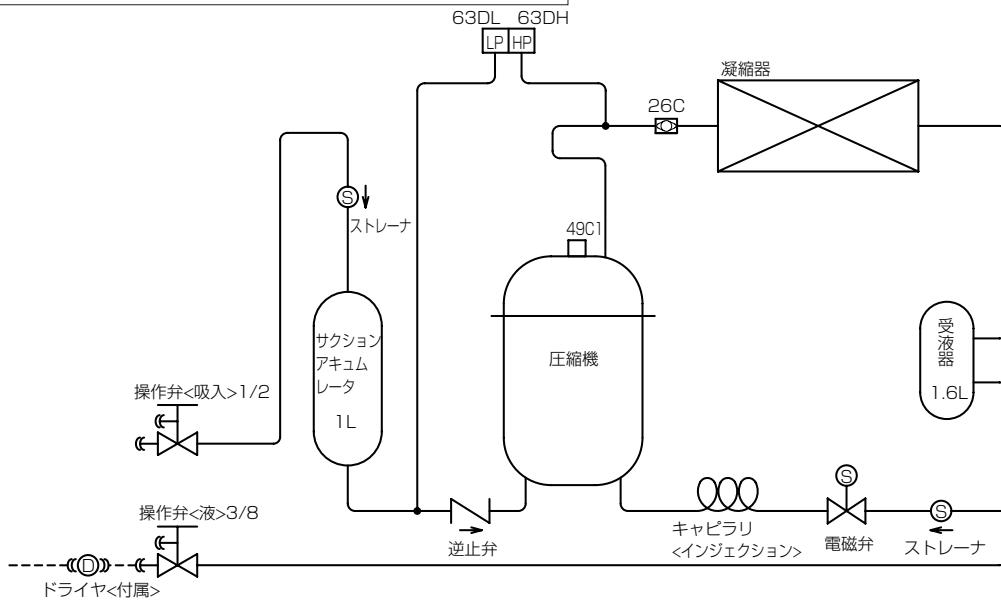 63DL 63DH
LP HP
凝縮器
26C
S
ストレーナ
49C1
サクション
アキュム
レータ
1L
圧縮機
受液器
1.6L
操作弁<吸入>1/2
操作弁<液>3/8
逆止弁
キャピラリ
<インジェクション>
S
電磁弁
S
ストレーナ
D
ドライヤ<付属>